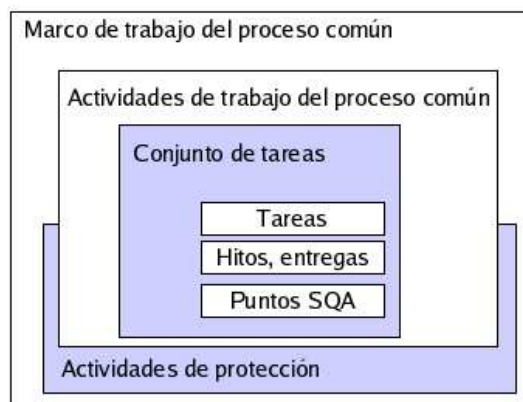 Marco de trabajo del proceso común
Actividades de trabajo del proceso común
Conjunto de tareas
Tareas
Hitos, entregas
Puntos SQA
Actividades de protección